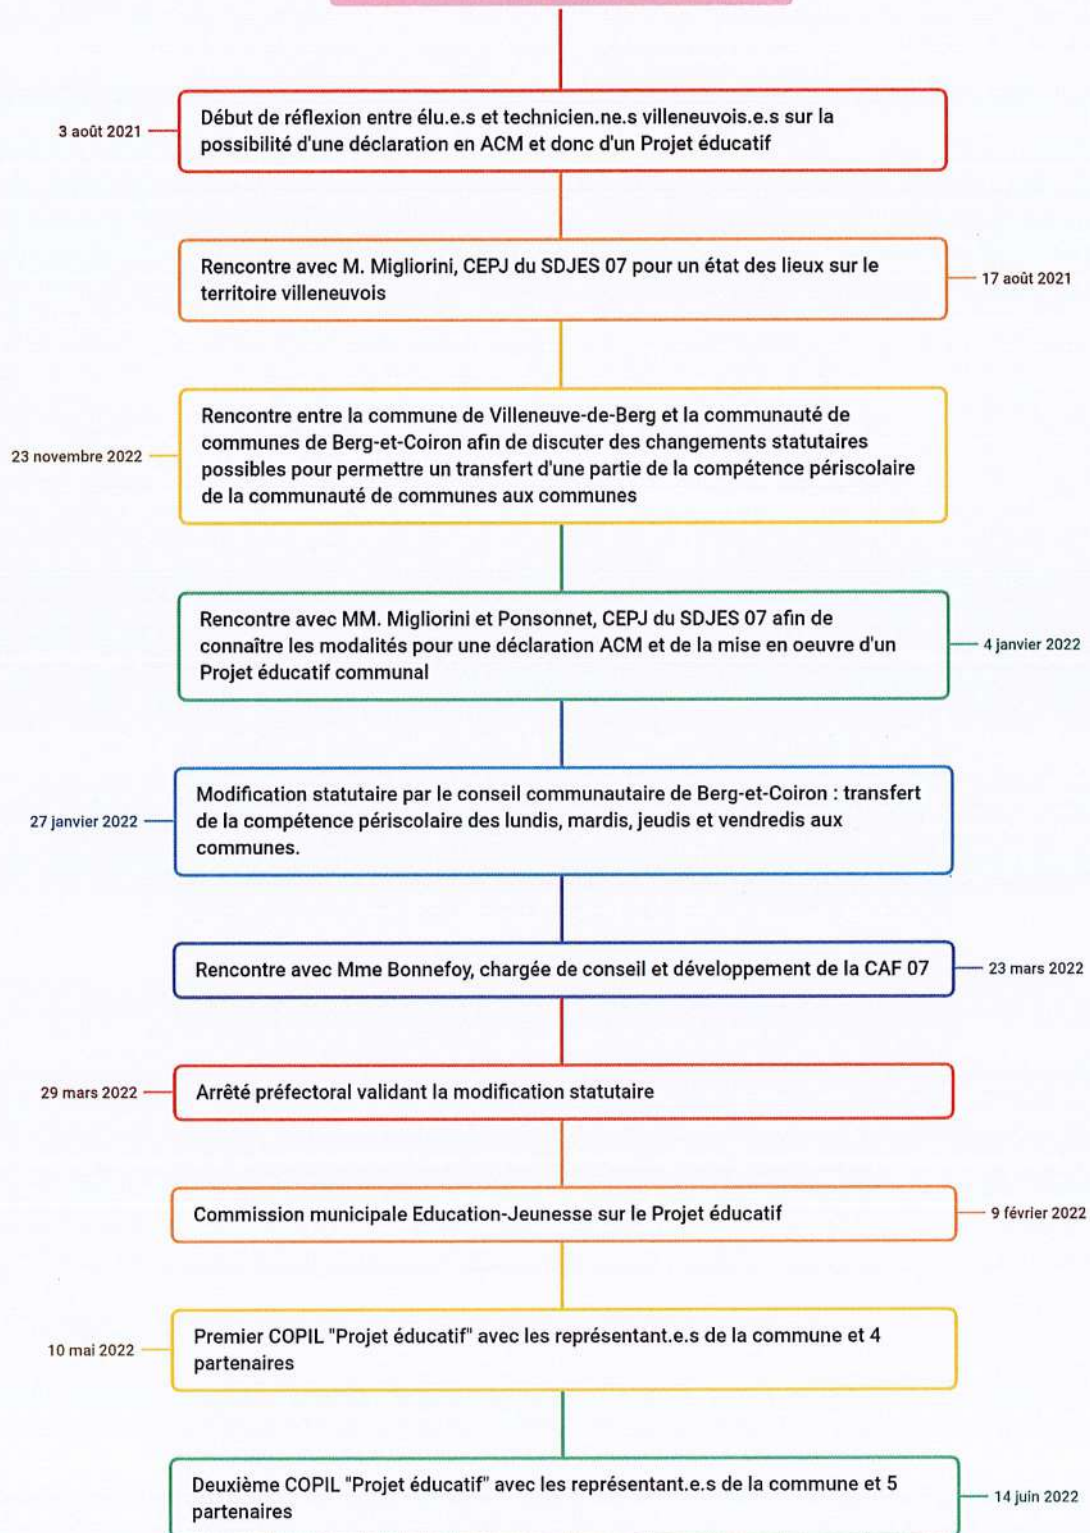 3 août 2021
Début de réflexion entre élu.e.s et technicien.ne.s villeneuvois.e.s sur la
possibilité d'une déclaration en ACM et donc d'un Projet éducatif
Rencontre avec M. Migliorini, CEPJ du SDJES 07 pour un état des lieux sur le
territoire villeneuvois
17 août 2021
23 novembre 2022
Rencontre entre la commune de Villeneuve-de-Berg et la communauté de
communes de Berg-et-Coiron afin de discuter des changements statutaires
possibles pour permettre un transfert d'une partie de la compétence périscolaire
de la communauté de communes aux communes
Rencontre avec MM. Migliorini et Ponsonnet, CEPJ du SDJES 07 afin de
connaître les modalités pour une déclaration ACM et de la mise en oeuvre d'un
Projet éducatif communal
4 janvier 2022
27 janvier 2022
Modification statutaire par le conseil communautaire de Berg-et-Coiron : transfert
de la compétence périscolaire des lundis, mardis, jeudis et vendredis aux
communes.
Rencontre avec Mme Bonnefoy, chargée de conseil et développement de la CAF 07
23 mars 2022
29 mars 2022
Arrêté préfectoral validant la modification statutaire
Commission municipale Education-Jeunesse sur le Projet éducatif
9 février 2022
10 mai 2022
Premier COPIL "Projet éducatif" avec les représentant.e.s de la commune et 4
partenaires
Deuxième COPIL "Projet éducatif" avec les représentant.e.s de la commune et 5
partenaires
14 juin 2022